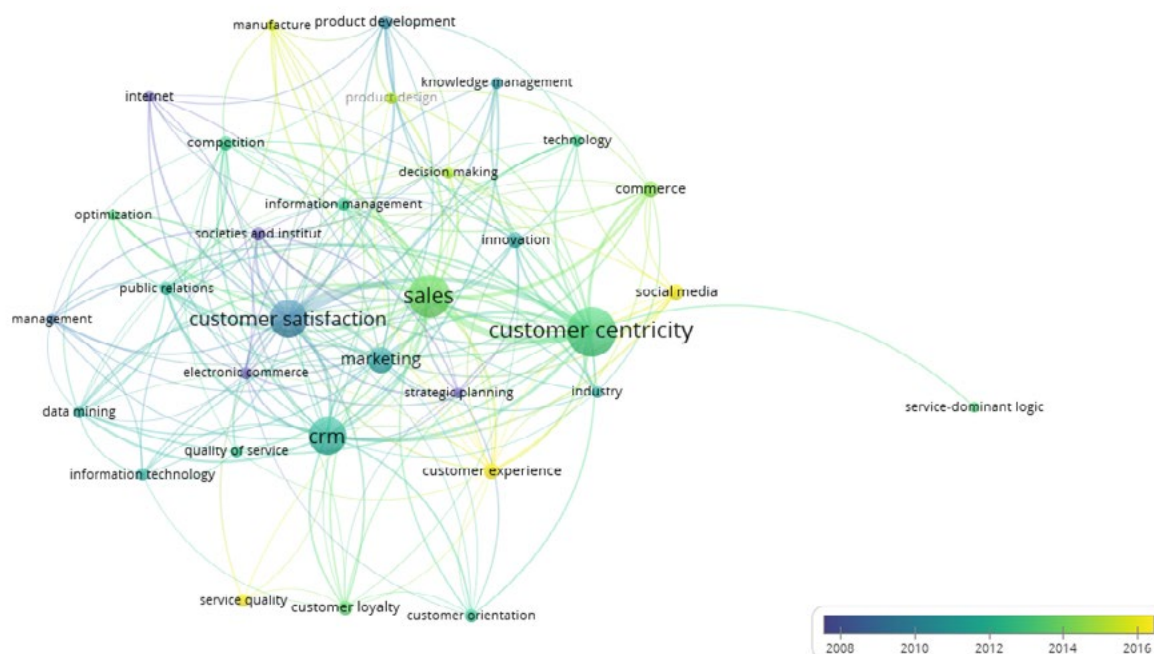 manufacture
product development
internet
product design
knowledge management
competition
technology
decision making
commerce
optimization
information management
societies and institut
innovation
public relations
social media
sales
management
customer satisfaction
customer centricity
marketing
electronic commerce
strategic planning
industry
data mining
service-dominant logic
crm
quality of service
information technology
customer experience
service quality
customer loyalty
customer orientation
2008 2010 2012 2014 2016